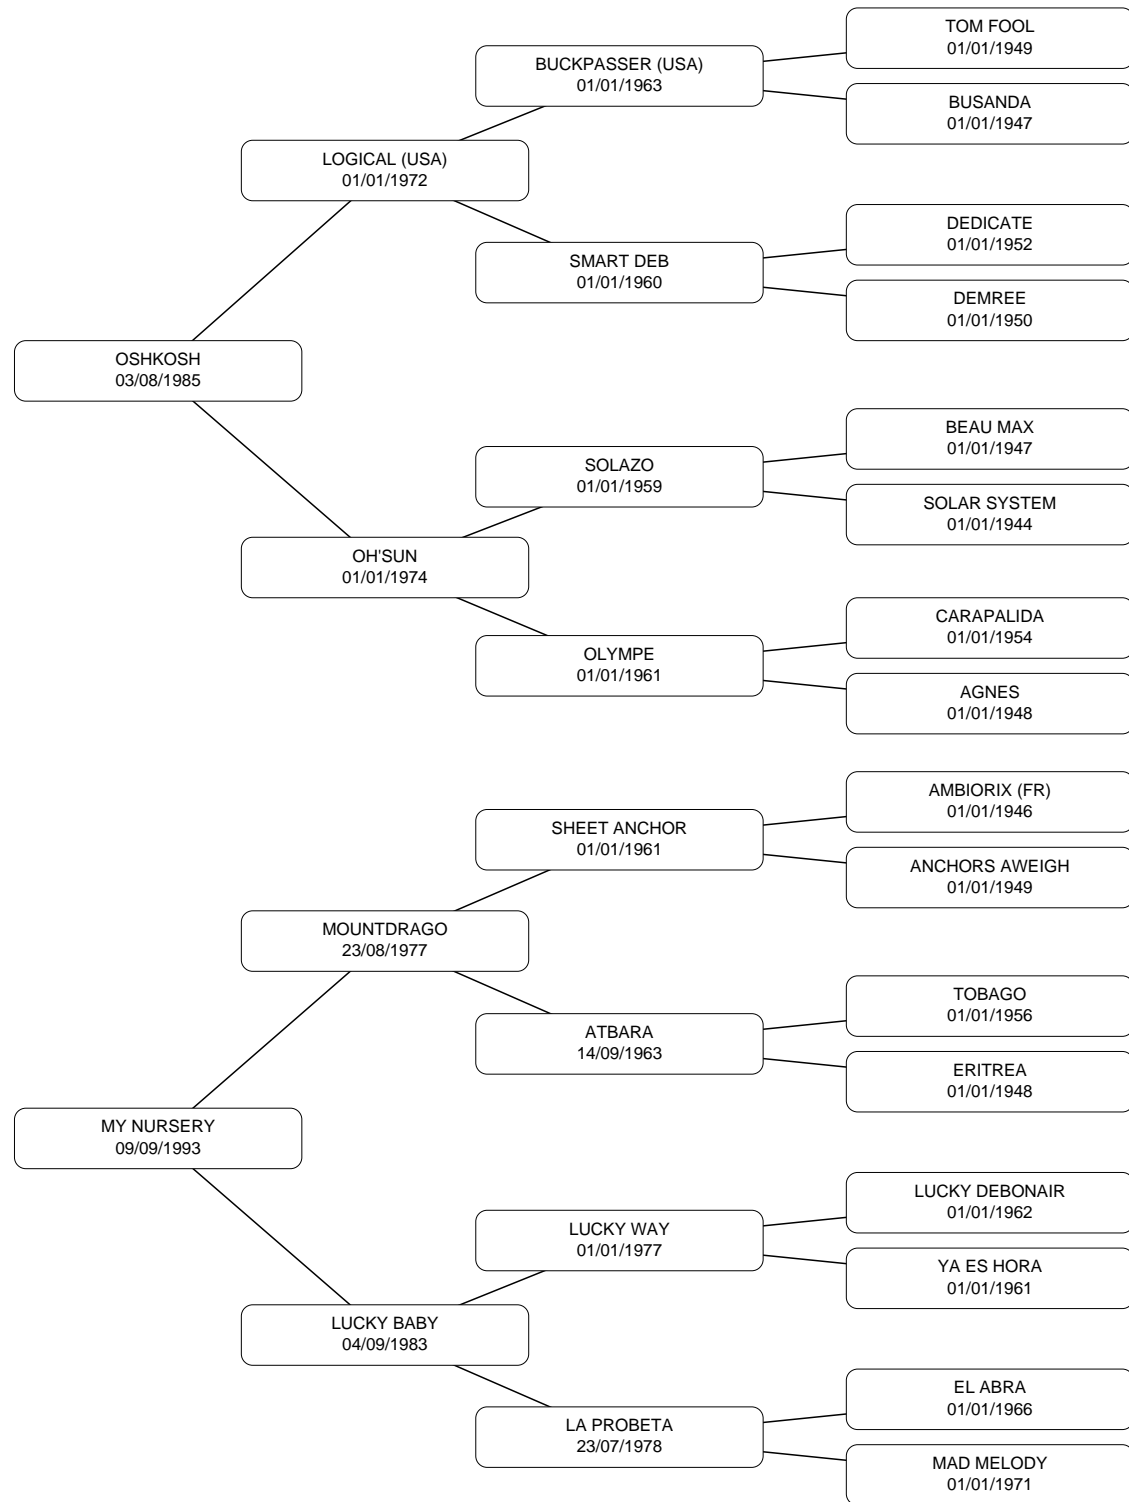 TOM FOOL
01/01/1949
BUCKPASSER (USA)
01/01/1963
BUSANDA
01/01/1947
LOGICAL (USA)
01/01/1972
DEDICATE
01/01/1952
SMART DEB
01/01/1960
DEMREE
01/01/1950
OSHKOSH
03/08/1985
BEAU MAX
01/01/1947
SOLAZO
01/01/1959
SOLAR SYSTEM
01/01/1944
OH'SUN
01/01/1974
CARAPALIDA
01/01/1954
OLYMPE
01/01/1961
AGNES
01/01/1948
AMBIORIX (FR)
01/01/1946
SHEET ANCHOR
01/01/1961
ANCHORS AWEIGH
01/01/1949
MOUNTDRAGO
23/08/1977
TOBAGO
01/01/1956
ATBARA
14/09/1963
ERITREA
01/01/1948
MY NURSERY
09/09/1993
LUCKY DEBONAIR
01/01/1962
LUCKY WAY
01/01/1977
YA ES HORA
01/01/1961
LUCKY BABY
04/09/1983
EL ABRA
01/01/1966
LA PROBETA
23/07/1978
MAD MELODY
01/01/1971